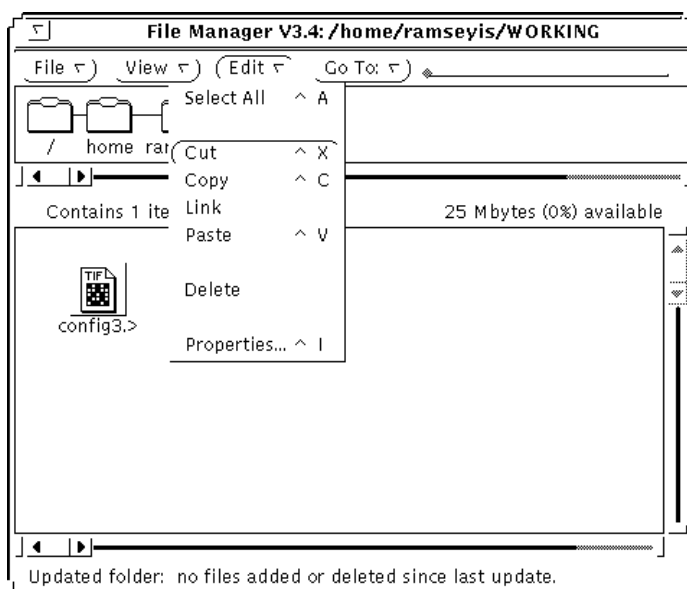 File Manager V3.4: /home/ramseyis/WORKING
File View Edit Go To:
Select All ^ A
/ home
Cut ^ X
Copy ^ C
Link
Contains 1
25 Mbytes (0%) available
Paste ^ V
TIF
Delete
config3.>
Properties... ^ I
Updated folder: no files added or deleted since last update.